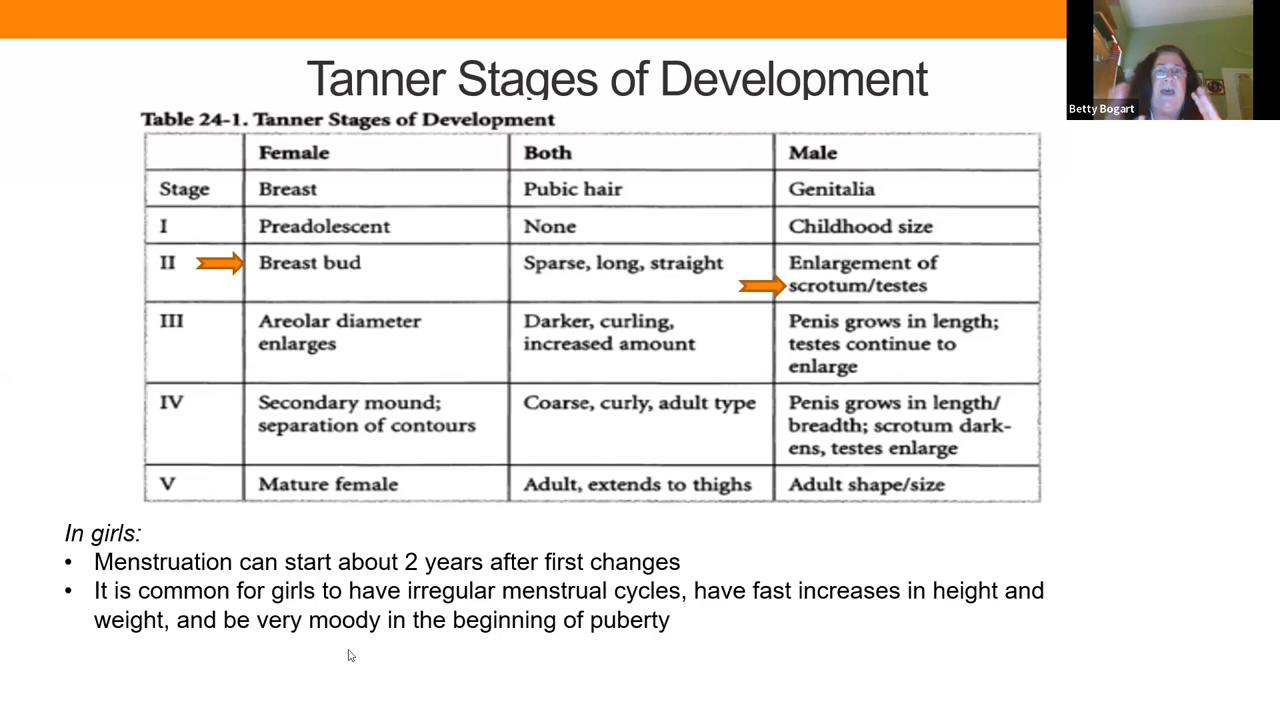 Tanner Stages of Development
Betty Bogart
Table 24-1. Tanner Stages of Development
Female Both Male
Stage Breast Pubic hair Genitalia
I Preadolescent None Childhood size
II Breast bud Sparse, long, straight Enlargement of
scrotum/testes
III Areolar diameter Darker, curling, Penis grows in length;
enlarges increased amount testes continue to
enlarge
IV Secondary mound; Coarse, curly, adult type Penis grows in length/
separation of contours breadth; scrotum dark-
ens, testes enlarge
V Mature female Adult, extends to thighs Adult shape/size
In girls:
• Menstruation can start about 2 years after first changes
• It is common for girls to have irregular menstrual cycles, have fast increases in height and
weight, and be very moody in the beginning of puberty